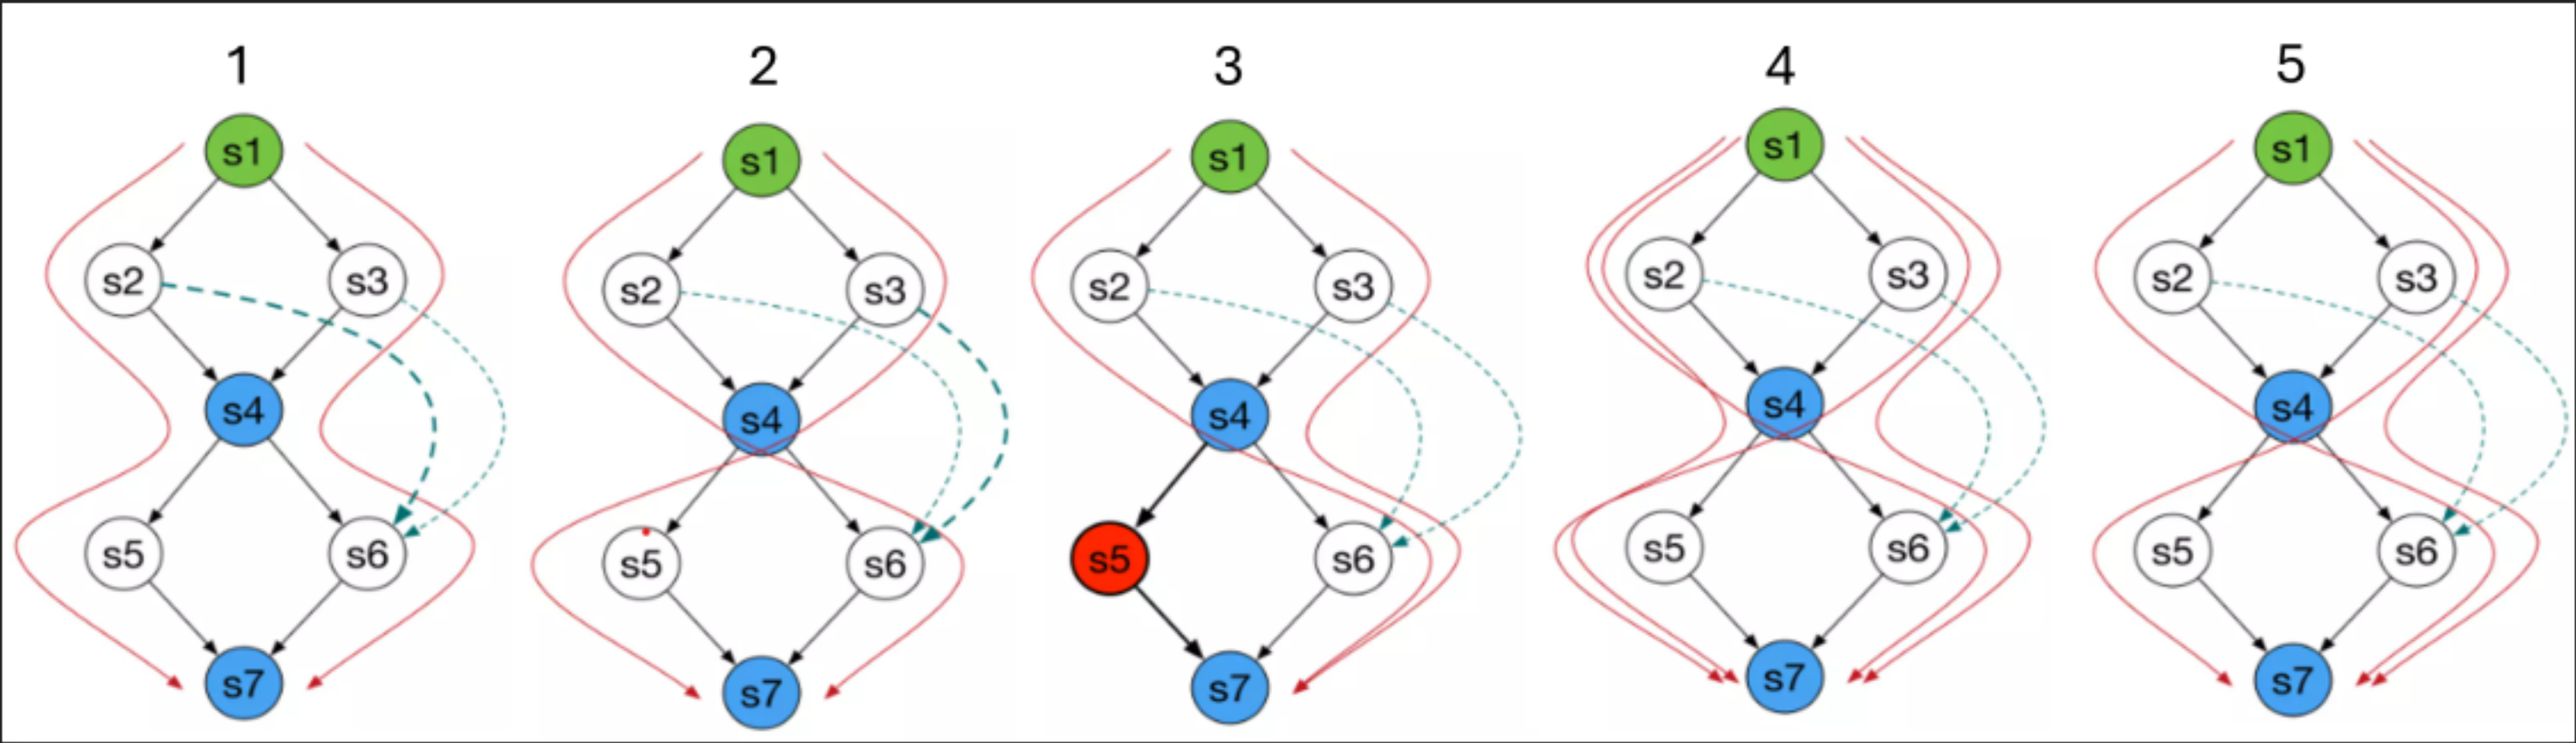 1 2 3 4 5
s1 s1 s1 s1 s1
s2 s3 s2 s3 s2 s3 s2 s3 s2 s3
s4 s4 s4 s4 s4
s5 s6 s5 s6 s5 s6 s5 s6 s5 s6
s7 s7 s7 s7 s7